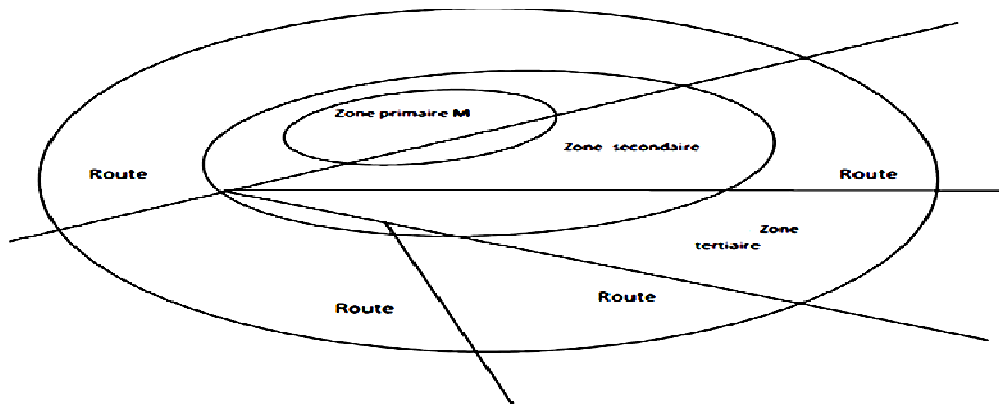 Zone primaire M
Zone secondaire
Route
Route
Zone
tertiaire
Route
Route